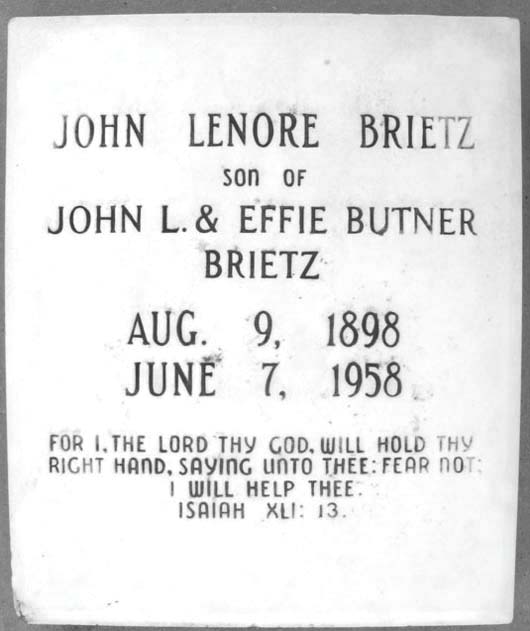 JOHN LENORE BRIETZ
son OF
JOHN L. & EFFIE BUTNER
BRIETZ
AUG. 9, 1898
JUNE 7, 1958
FOR I, THE LORD THY GOD, WILL HOLD THY
RIGHT HAND, SAYING UNTO THEE: FEAR NOT:
I WILL HELP THEE.
ISAIAH XLI: 13.